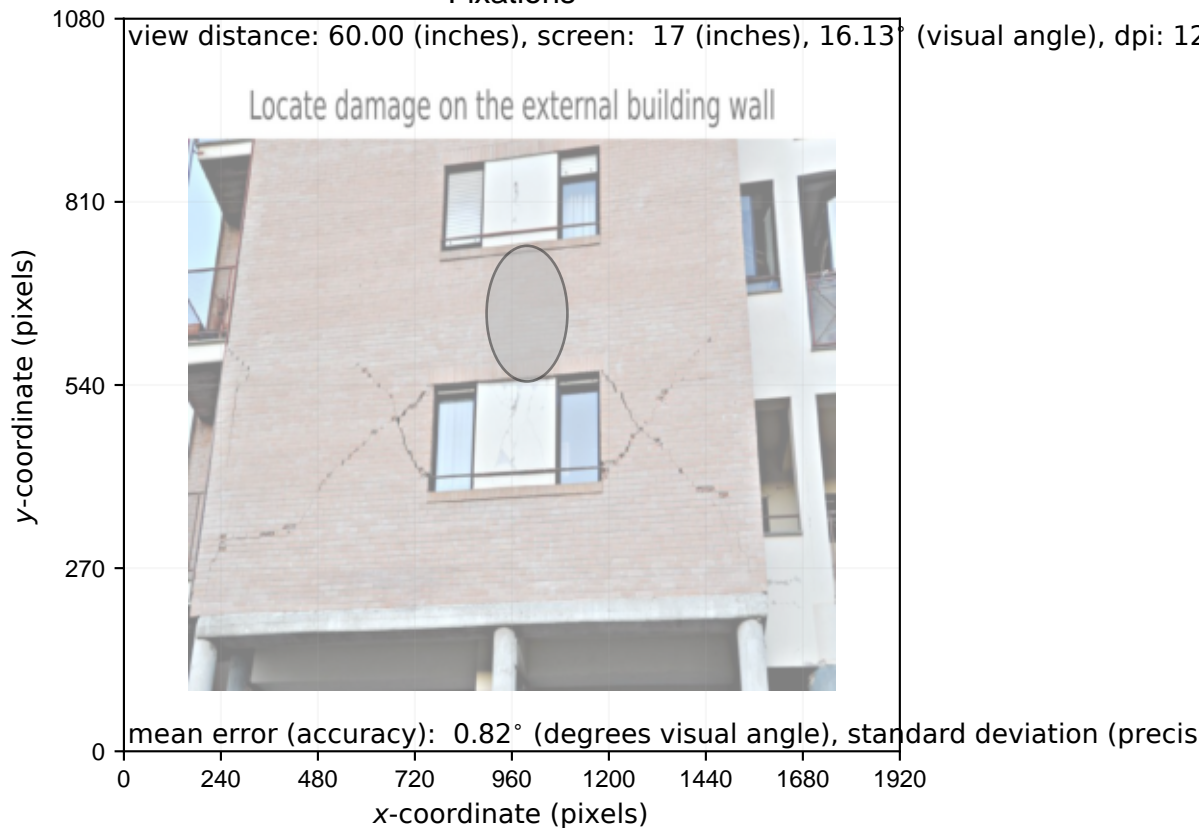 Fixations
1080
view distance: 60.00 (inches), screen:  17 (inches), 16.13° (visual angle), dpi: 12
Locate damage on the external building wall
810
y-coordinate (pixels)
540
270
mean error (accuracy):  0.82° (degrees visual angle), standard deviation (precis
0
0 240 480 720 960 1200 1440 1680 1920
x-coordinate (pixels)